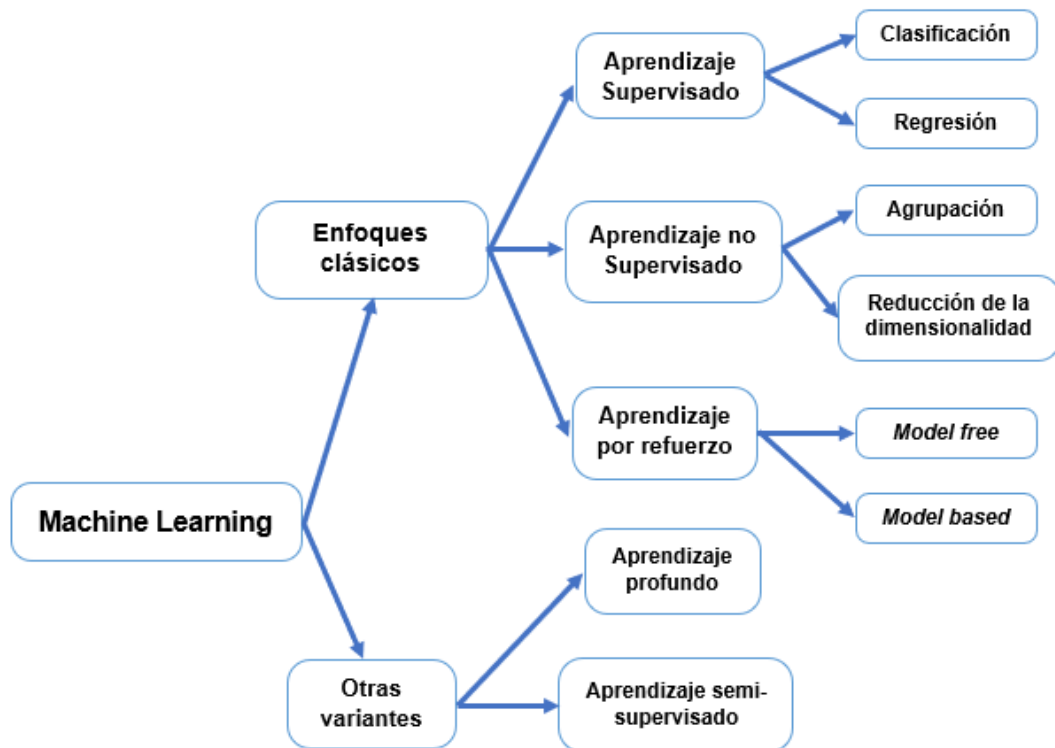 Machine Learning
Enfoques
clásicos
Aprendizaje
Supervisado
Clasificación
Regresión
Aprendizaje no
Supervisado
Agrupación
Reducción de la
dimensionalidad
Aprendizaje
por refuerzo
Model free
Model based
Otras
variantes
Aprendizaje
profundo
Aprendizaje semi-
supervisado